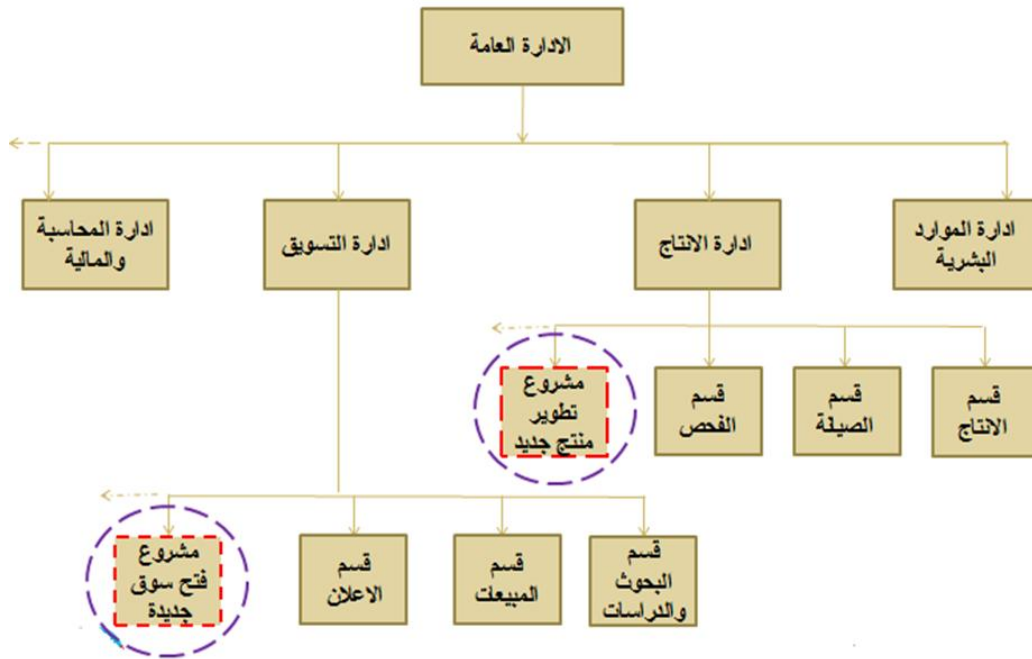 الادارة العامة
ادارة الموارد
البشرية
ادارة الانتاج
ادارة التسويق
ادارة المحاسبة
والمالية
قسم
الانتاج
قسم
الصيانة
قسم
الفحص
مشروع
تطوير
منتج جديد
قسم
البحوث
والدراسات
قسم
المبيعات
قسم
الاعلان
مشروع
فتح سوق
جديدة